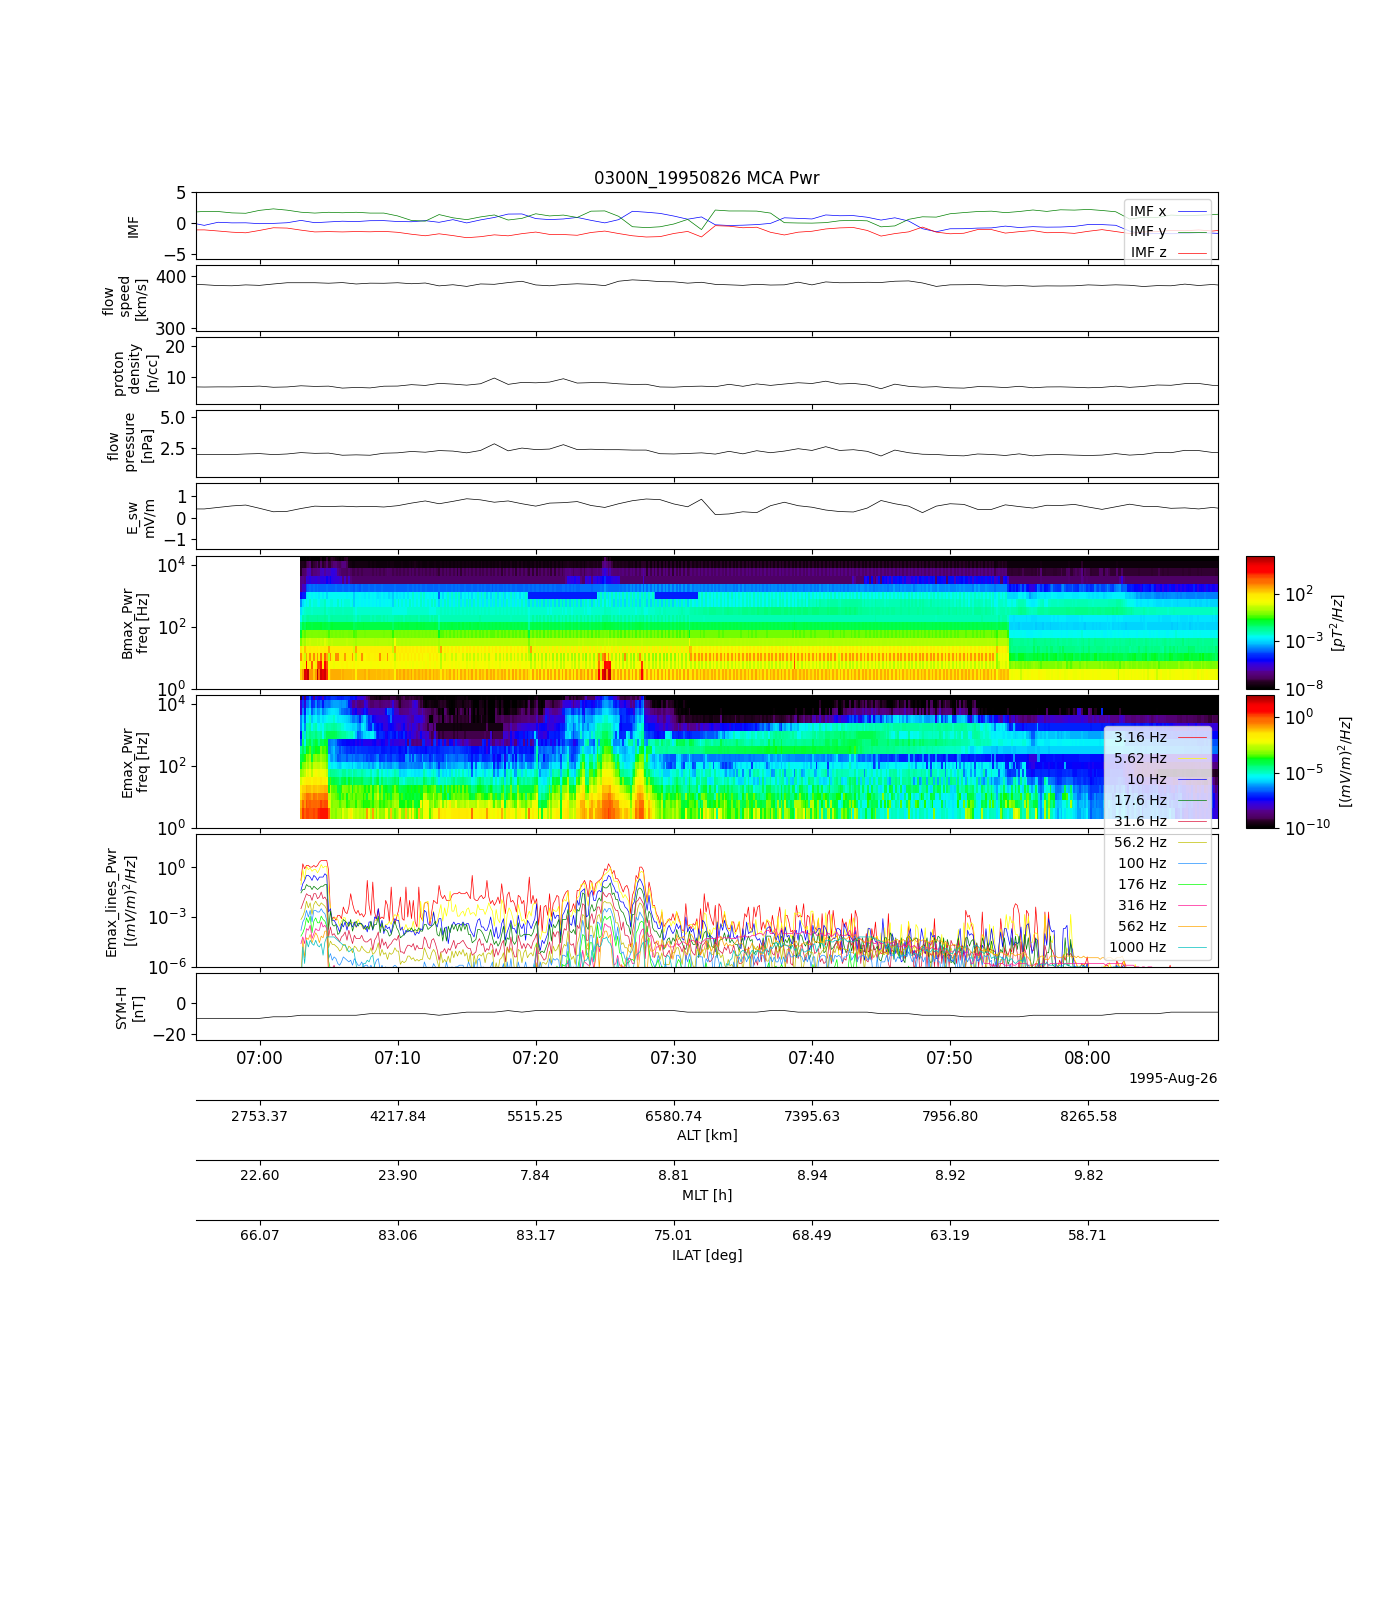 0300N_19950826 MCA Pwr
5
0
−5
IMF
IMF x
IMF y
IMF z
400
300
flow
speed
[km/s]
20
10
proton
density
[n/cc]
5.0
2.5
flow
pressure
[nPa]
1
0
−1
E_sw
mV/m
10^4
10^2
10^0
Bmax_Pwr
freq [Hz]
10^2
10^−3
10^−8
[pT^2/Hz]
10^4
10^2
10^0
Emax_Pwr
freq [Hz]
10^0
10^−5
10^−10
[(mV/m)^2/Hz]
3.16 Hz
5.62 Hz
10 Hz
17.6 Hz
31.6 Hz
56.2 Hz
100 Hz
176 Hz
316 Hz
562 Hz
1000 Hz
10^0
10^−3
10^−6
Emax_lines_Pwr
[(mV/m)^2/Hz]
0
−20
SYM-H
[nT]
07:00 07:10 07:20 07:30 07:40 07:50 08:00
1995-Aug-26
2753.37 4217.84 5515.25 6580.74 7395.63 7956.80 8265.58
ALT [km]
22.60 23.90 7.84 8.81 8.94 8.92 9.82
MLT [h]
66.07 83.06 83.17 75.01 68.49 63.19 58.71
ILAT [deg]